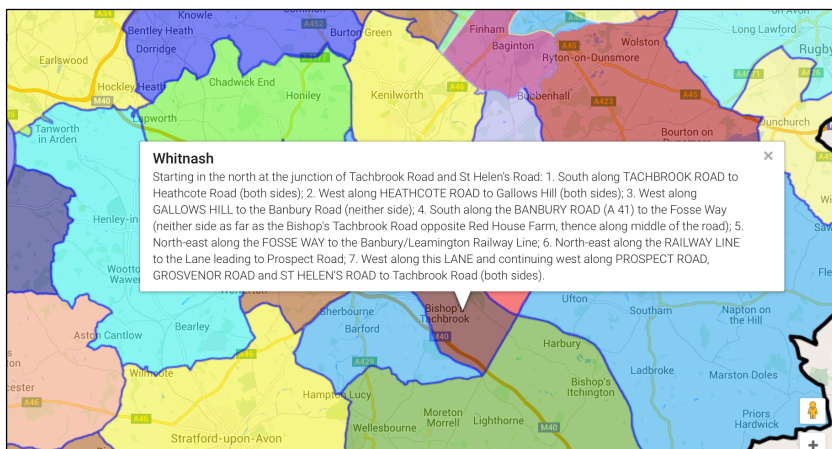 A34
Common
A452
Bentley Heath
Burton Green
Finham
A45
Wolston
Long Lawford
Dorridge
Baginton
Rugby
Earlswood
Ryton-on-Dunsmore
Chadwick End
A46
Hockley Heath
Honiley
Kenilworth
Bubbenhall
A45
M40
A423
Lapworth
Dunchurch
Tanworth
in Arden
Bourton on
Dunsmore
Whitnash
Starting in the north at the junction of Tachbrook Road and St Helen's Road: 1. South along TACHBROOK ROAD to
Heathcote Road (both sides); 2. West along HEATHCOTE ROAD to Gallows Hill (both sides); 3. West along
GALLOWS HILL to the Banbury Road (neither side); 4. South along the BANBURY ROAD (A 41) to the Fosse Way
(neither side as far as the Bishop's Tachbrook Road opposite Red House Farm, thence along middle of the road); 5.
North-east along the FOSSE WAY to the Banbury/Leamington Railway Line; 6. North-east along the RAILWAY LINE
to the Lane leading to Prospect Road; 7. West along this LANE and continuing west along PROSPECT ROAD,
GROSVENOR ROAD and ST HELEN'S ROAD to Tachbrook Road (both sides).
Henley-in
Wootto
Wawen
Fle
Ufton
Sherbourne
Bishop's
Tachbrook
Southam
Napton on
the Hill
Aston Cantlow
Bearley
Barford
M40
Harbury
A46
A429
Ladbroke
Marston Doles
Wilmcote
Bishop's
Itchington
cester
Hampton Lucy
A46
Moreton
Morrell
Lighthorne
Priors
Hardwick
A46
Wellesbourne
M40
Stratford-upon-Avon